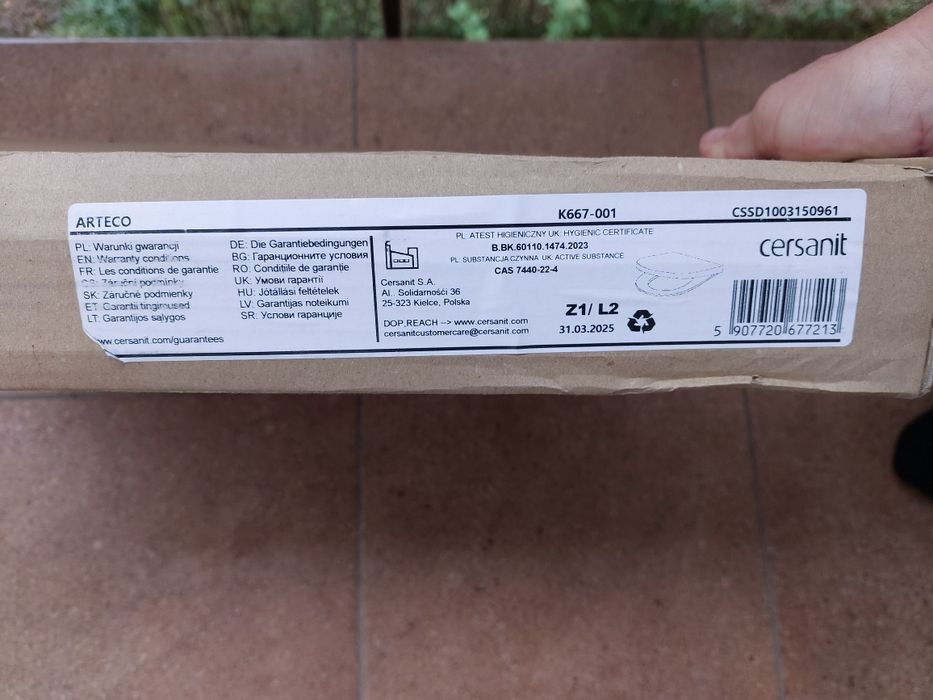 ARTECO
K667-001
CSSD1003150961
PL: Warunki gwarancji
EN: Warranty conditions
FR: Les conditions de garantie
CS: Záruční podmínky
SK: Záručné podmienky
ET: Garantii tingimused
LT: Garantijos sąlygos
ww.cersanit.com/guarantees
DE: Die Garantiebedingungen
BG: Гаранционните условия
RO: Condițiile de garanție
UK: Умови гарантії
HU: Jótállási feltételek
LV: Garantijas noteikumi
SR: Услови гаранције
Cersanit S.A.
Al. Solidarności 36
25-323 Kielce, Polska
DOP,REACH --> www.cersanit.com
cersanitcustomercare@cersanit.com
PL: ATEST HIGIENICZNY UK: HYGIENIC CERTIFICATE
B.BK.60110.1474.2023
PL: SUBSTANCJA CZYNNA UK: ACTIVE SUBSTANCE
CAS 7440-22-4
Z1/ L2
31.03.2025
cersanit
5 907720 677213